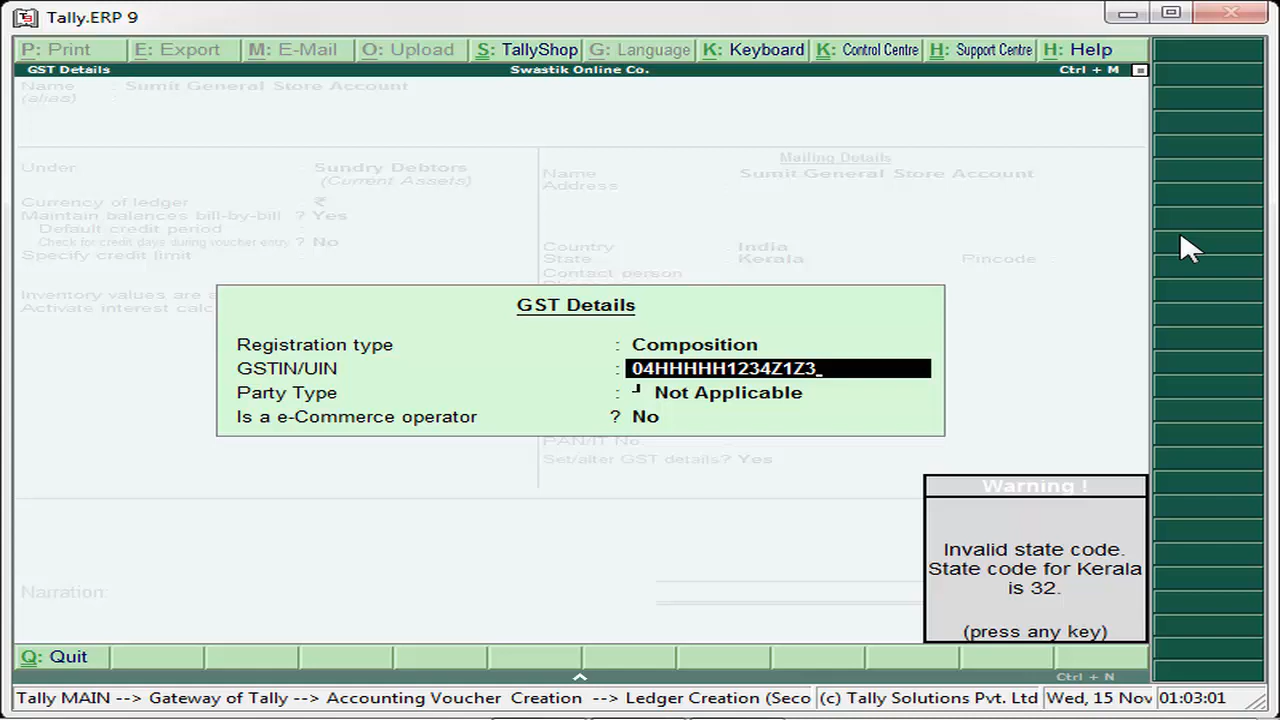 Tally.ERP 9
P: Print E: Export M: E-Mail O: Upload S: TallyShop G: Language K: Keyboard K: Control Centre H: Support Centre H: Help
GST Details Swastik Online Co. Ctrl + M
Name : Sumit General Store Account
(alias) :
Mailing Details
Under : Sundry Debtors
(Current Assets)
Name : Sumit General Store Account
Address :
Currency of ledger : ₹
Maintain balances bill-by-bill ? Yes
Default credit period :
Check for credit days during voucher entry ? No
Specify credit limit :
Country : India
State : Kerala Pincode :
Contact person
Inventory values are a
Activate interest calc
GST Details
Registration type : Composition
GSTIN/UIN : 04HHHHH1234Z1Z3
Party Type : ┘ Not Applicable
Is a e-Commerce operator ? No
PAN/IT No. :
Set/alter GST details? Yes
Warning !
Invalid state code.
State code for Kerala
is 32.
(press any key)
Narration:
Q: Quit
Ctrl + N
Tally MAIN --> Gateway of Tally --> Accounting Voucher Creation --> Ledger Creation (Seco (c) Tally Solutions Pvt. Ltd Wed, 15 Nov 01:03:01